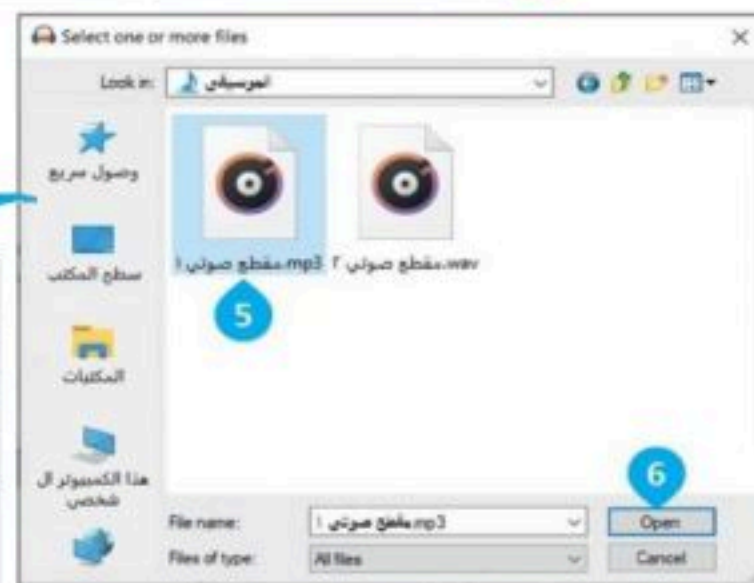 Select one or more files
Look in: الموسيقى
وصول سريع
سطح المكتب
المكتبات
هذا الكمبيوتر ال
شخصي
مقطع صوتي ١.mp3
مقطع صوتي ٢.wav
5
6
File name: مقطع صوتي ١.mp3
Open
Files of type: All files
Cancel